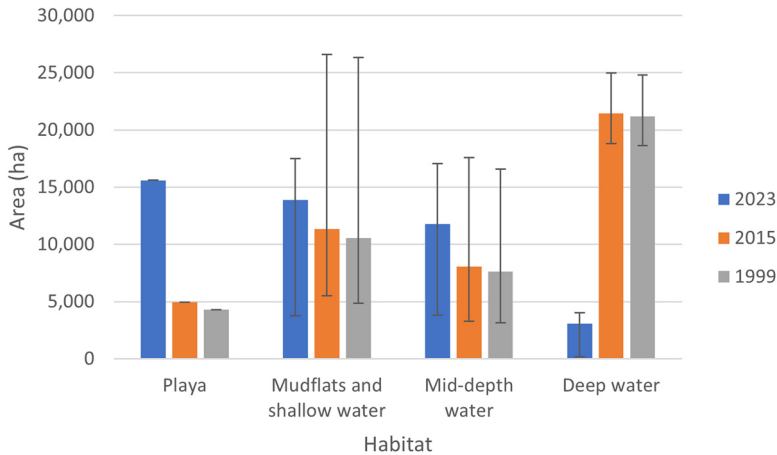 30,000
25,000
20,000
15,000
10,000
5,000
0
Area (ha)
Playa
Mudflats and
shallow water
Mid-depth
water
Deep water
Habitat
2023
2015
1999